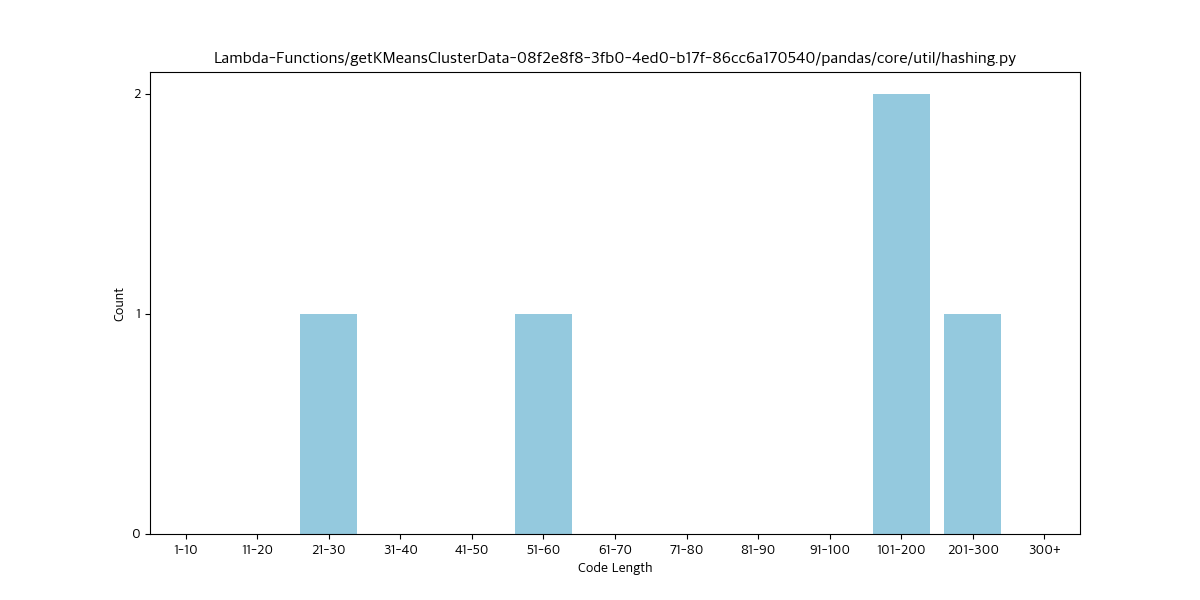 Lambda-Functions/getKMeansClusterData-08f2e8f8-3fb0-4ed0-b17f-86cc6a170540/pandas/core/util/hashing.py
2
1
0
Count
1-10 11-20 21-30 31-40 41-50 51-60 61-70 71-80 81-90 91-100 101-200 201-300 300+
Code Length